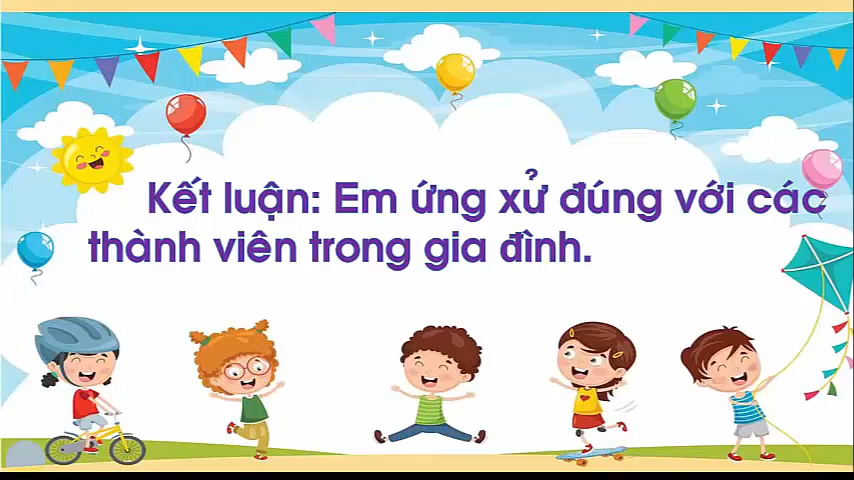 Kết luận: Em ứng xử đúng với các
thành viên trong gia đình.